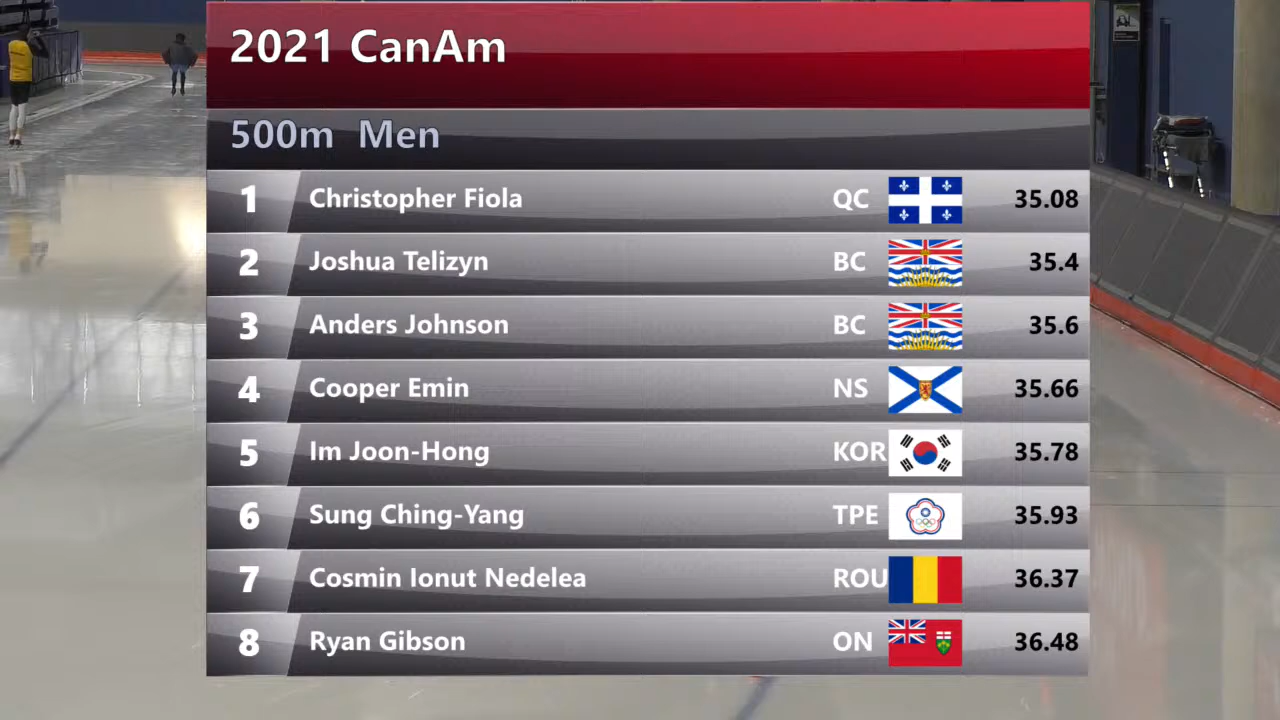 2021 CanAm
500m Men
1 Christopher Fiola QC 35.08
2 Joshua Telizyn BC 35.4
3 Anders Johnson BC 35.6
4 Cooper Emin NS 35.66
5 Im Joon-Hong KOR 35.78
6 Sung Ching-Yang TPE 35.93
7 Cosmin Ionut Nedelea ROU 36.37
8 Ryan Gibson ON 36.48